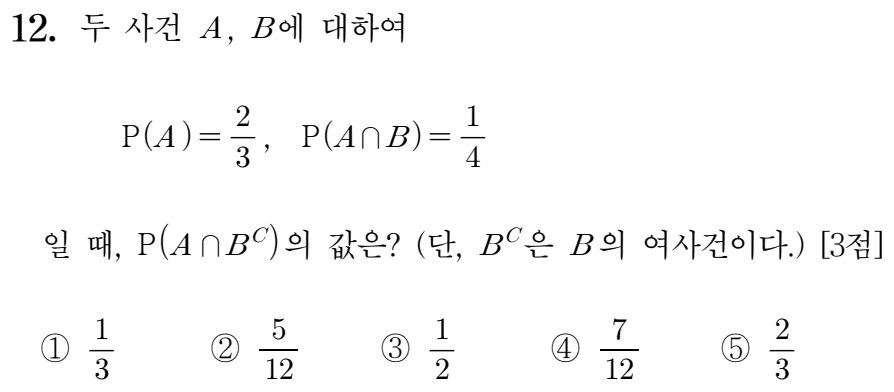 12. 두 사건 A, B에 대하여
P(A) = 2/3, P(A∩B) = 1/4
일 때, P(A∩B^C)의 값은? (단, B^C은 B의 여사건이다.) [3점]
① 1/3 ② 5/12 ③ 1/2 ④ 7/12 ⑤ 2/3